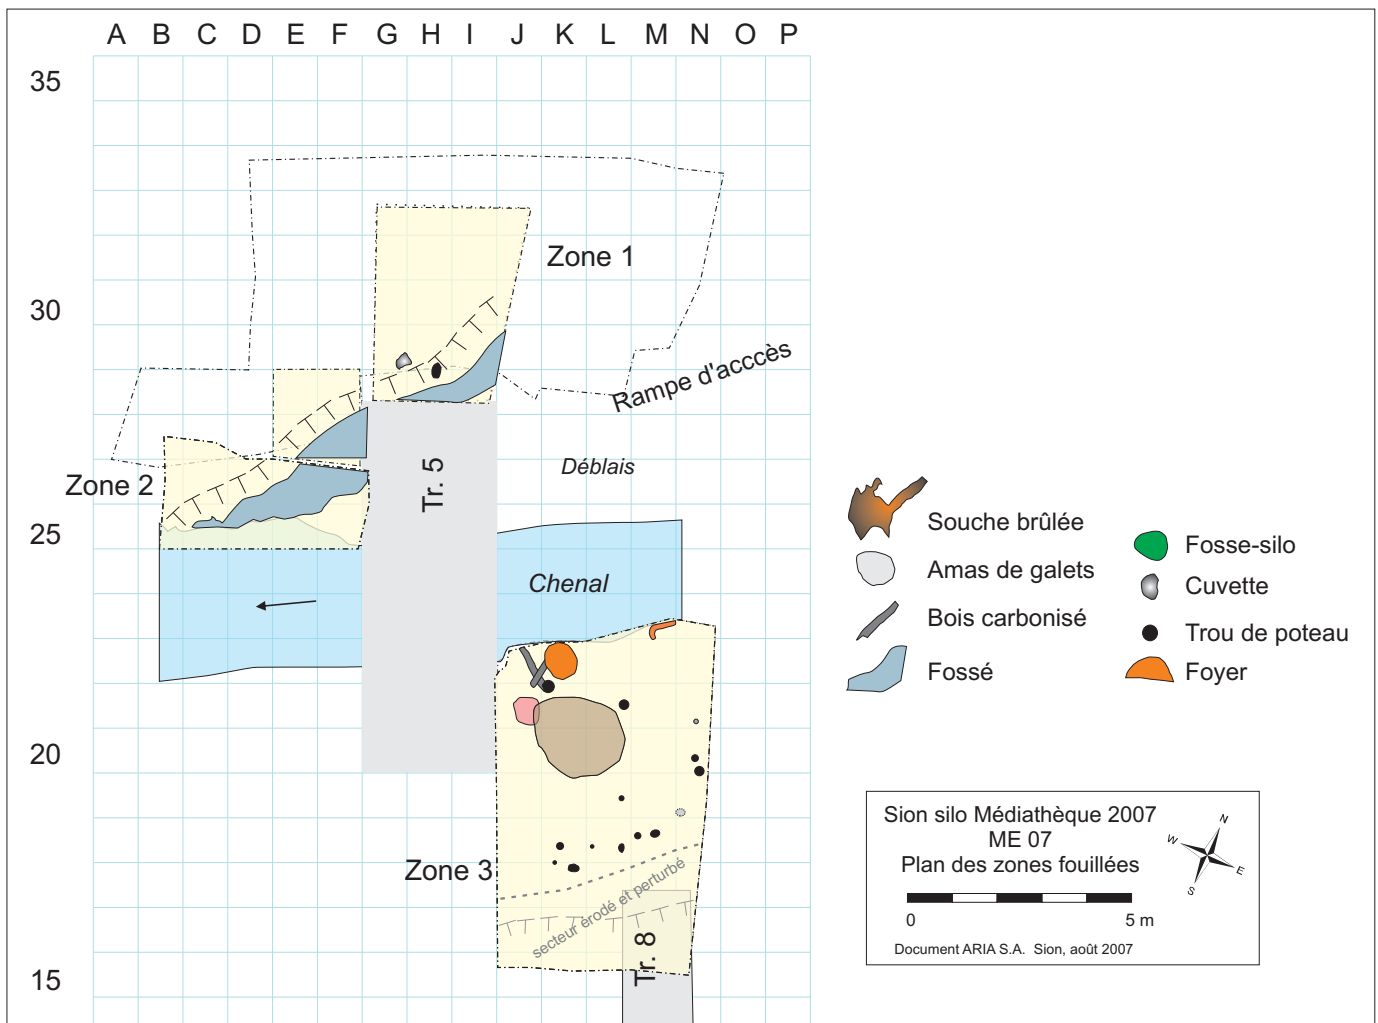 A B C D E F G H I J K L M N O P
35
Zone 1
30
Rampe d'acccès
Tr. 5
Déblais
Zone 2
25
Chenal
20
Zone 3
secteur érodé et perturbé
Tr. 8
15
Souche brûlée
Amas de galets
Bois carbonisé
Fossé
Fosse-silo
Cuvette
Trou de poteau
Foyer
Sion silo Médiathèque 2007
ME 07
Plan des zones fouillées
N
W
E
S
0 5 m
Document ARIA S.A. Sion, août 2007